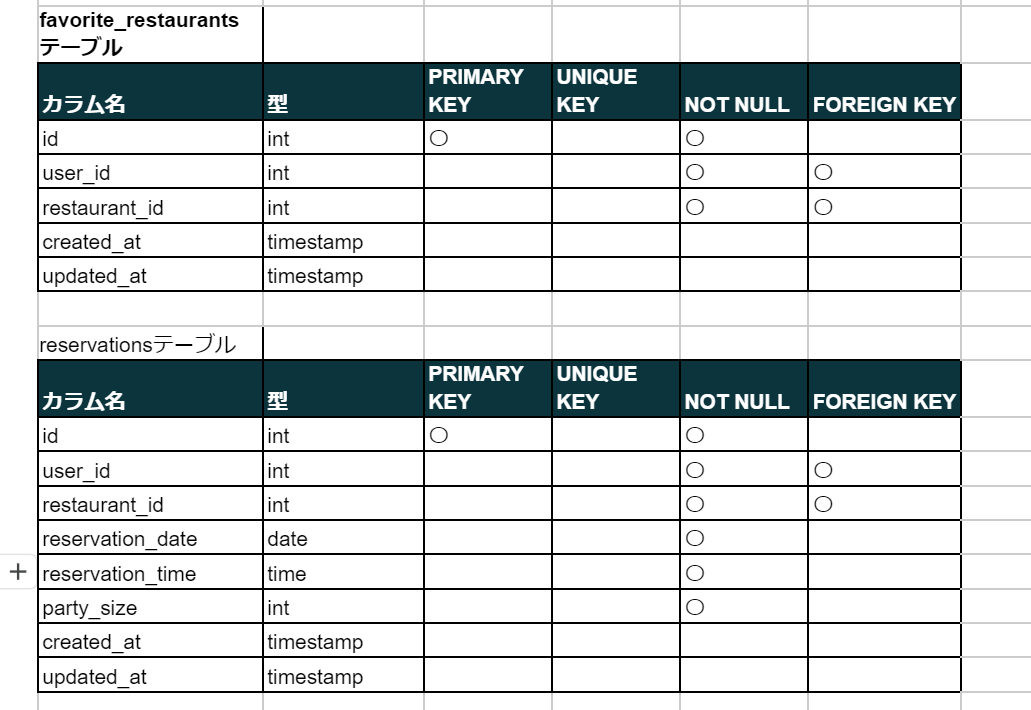 favorite_restaurants
テーブル
カラム名 型 PRIMARY KEY UNIQUE KEY NOT NULL FOREIGN KEY
id int 〇 〇
user_id int 〇 〇
restaurant_id int 〇 〇
created_at timestamp
updated_at timestamp
reservationsテーブル
カラム名 型 PRIMARY KEY UNIQUE KEY NOT NULL FOREIGN KEY
id int 〇 〇
user_id int 〇 〇
restaurant_id int 〇 〇
reservation_date date 〇
reservation_time time 〇
party_size int 〇
created_at timestamp
updated_at timestamp